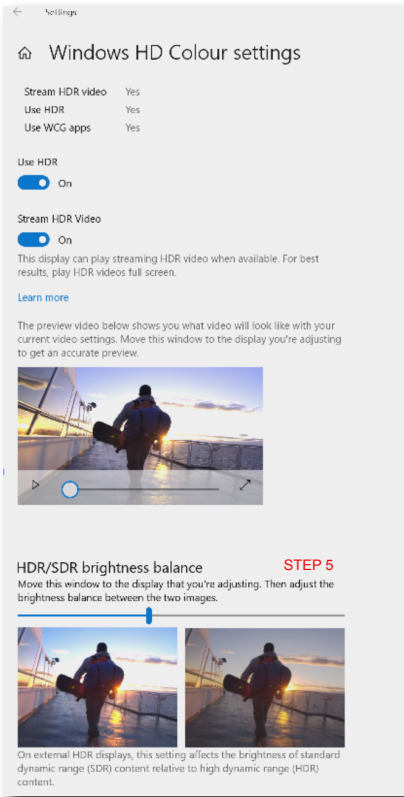 Settings
Windows HD Colour settings
Stream HDR video Yes
Use HDR Yes
Use WCG apps Yes
Use HDR
On
Stream HDR Video
On
This display can play streaming HDR video when available. For best
results, play HDR videos full screen.
Learn more
The preview video below shows you what video will look like with your
current video settings. Move this window to the display you're adjusting
to get an accurate preview.
HDR/SDR brightness balance STEP 5
Move this window to the display that you're adjusting. Then adjust the
brightness balance between the two images.
On external HDR displays, this setting affects the brightness of standard
dynamic range (SDR) content relative to high dynamic range (HDR)
content.